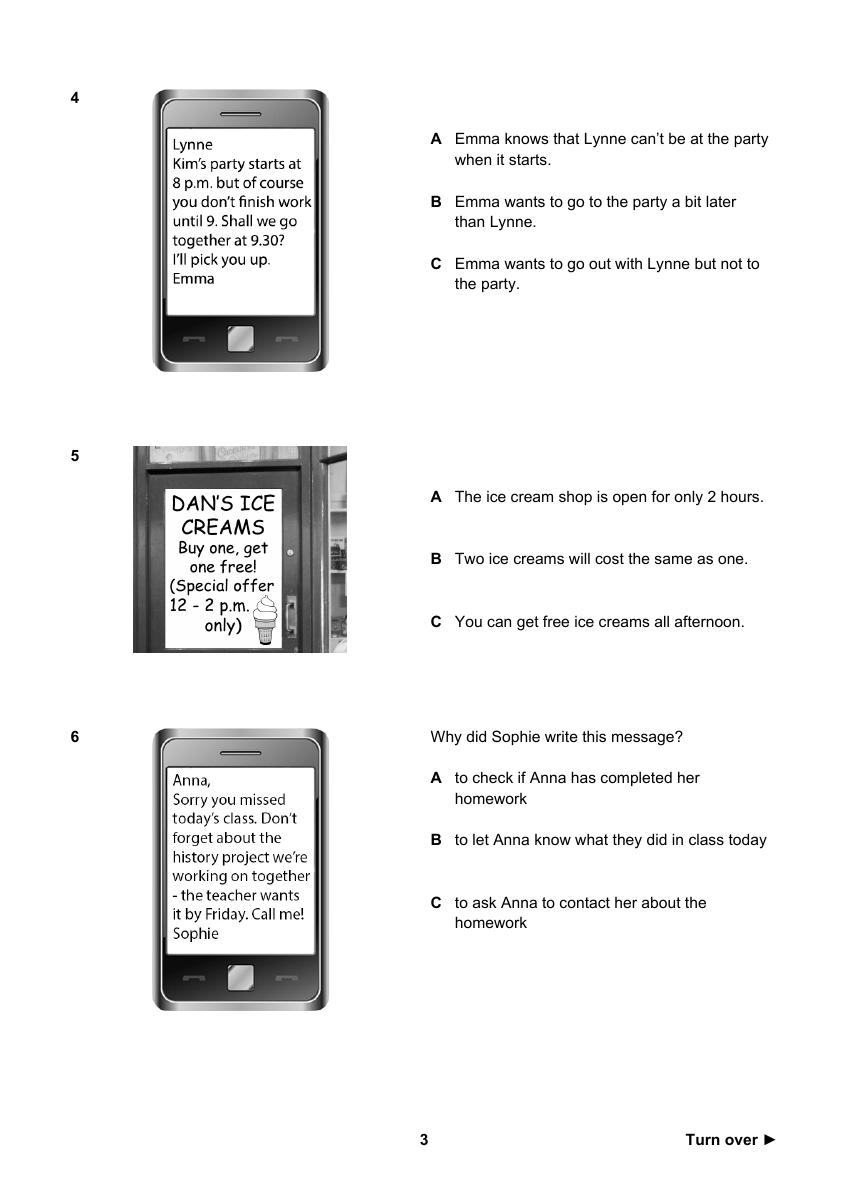 4
Lynne
Kim's party starts at
8 p.m. but of course
you don't finish work
until 9. Shall we go
together at 9.30?
I'll pick you up.
Emma
A Emma knows that Lynne can't be at the party
when it starts.
B Emma wants to go to the party a bit later
than Lynne.
C Emma wants to go out with Lynne but not to
the party.
5
DAN'S ICE
CREAMS
Buy one, get
one free!
(Special offer
12 - 2 p.m.
only)
A The ice cream shop is open for only 2 hours.
B Two ice creams will cost the same as one.
C You can get free ice creams all afternoon.
6
Anna,
Sorry you missed
today's class. Don't
forget about the
history project we're
working on together
- the teacher wants
it by Friday. Call me!
Sophie
Why did Sophie write this message?
A to check if Anna has completed her
homework
B to let Anna know what they did in class today
C to ask Anna to contact her about the
homework
3
Turn over ►